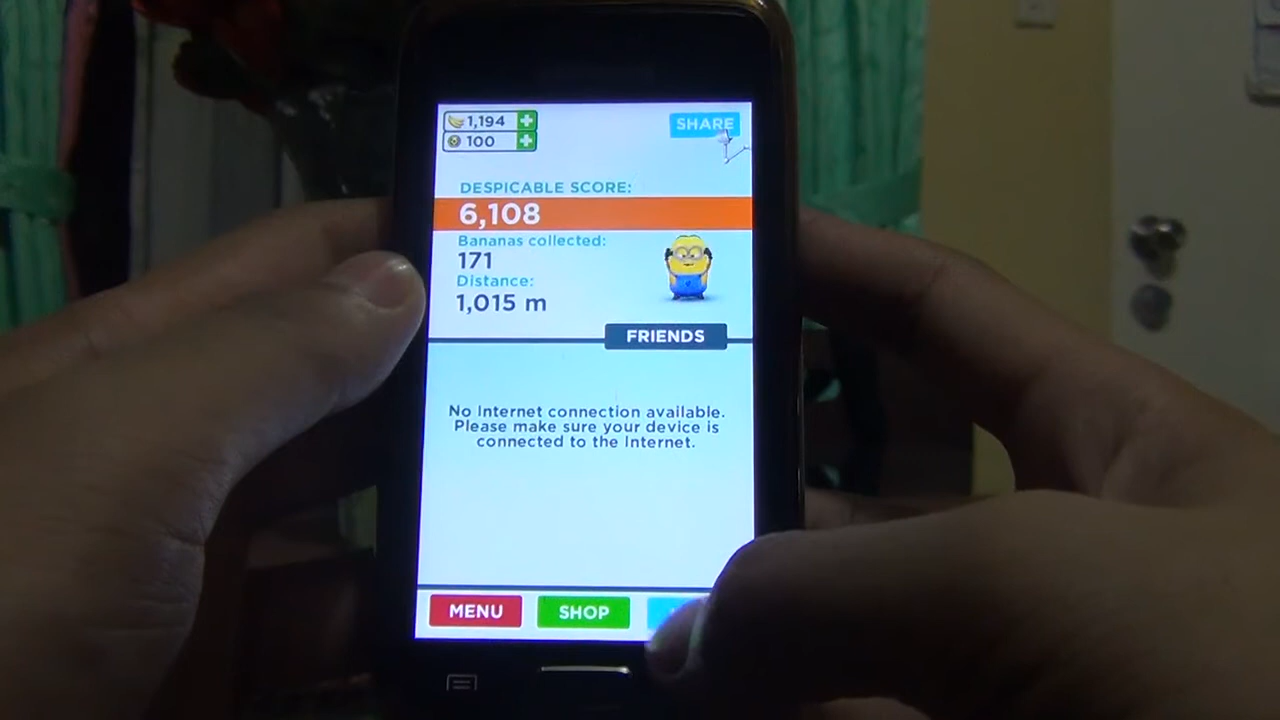 1,194
100
SHARE
DESPICABLE SCORE:
6,108
Bananas collected:
171
Distance:
1,015 m
FRIENDS
No Internet connection available.
Please make sure your device is
connected to the Internet.
MENU
SHOP